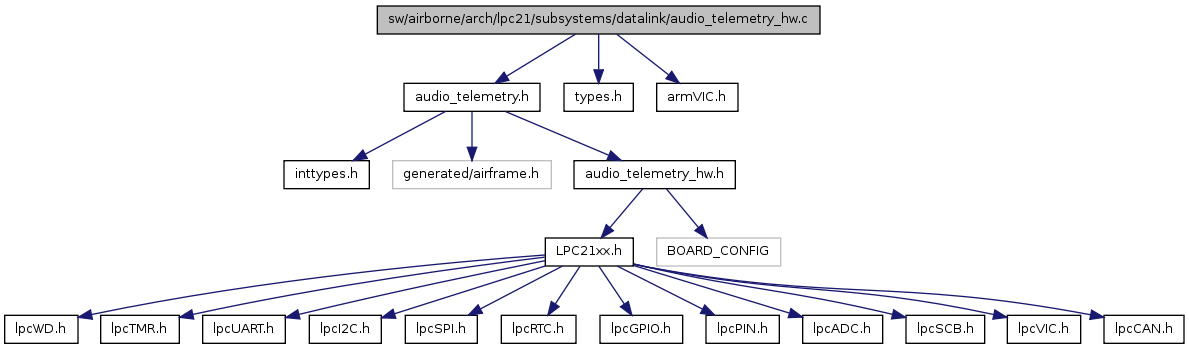 sw/airborne/arch/lpc21/subsystems/datalink/audio_telemetry_hw.c
audio_telemetry.h
types.h
armVIC.h
inttypes.h
generated/airframe.h
audio_telemetry_hw.h
LPC21xx.h
BOARD_CONFIG
lpcWD.h
lpcTMR.h
lpcUART.h
lpcI2C.h
lpcSPI.h
lpcRTC.h
lpcGPIO.h
lpcPIN.h
lpcADC.h
lpcSCB.h
lpcVIC.h
lpcCAN.h